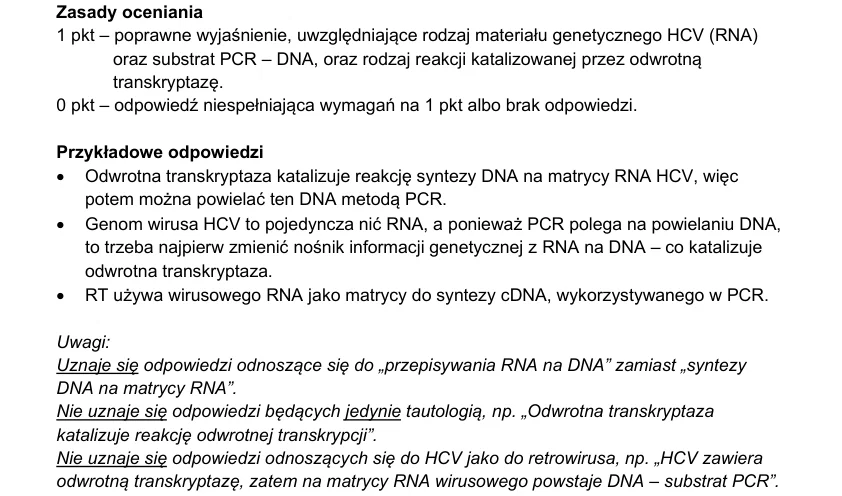 Zasady oceniania
1 pkt – poprawne wyjaśnienie, uwzględniające rodzaj materiału genetycznego HCV (RNA)
oraz substrat PCR – DNA, oraz rodzaj reakcji katalizowanej przez odwrotną
transkryptazę.
0 pkt – odpowiedź niespełniająca wymagań na 1 pkt albo brak odpowiedzi.
Przykładowe odpowiedzi
• Odwrotna transkryptaza katalizuje reakcję syntezy DNA na matrycy RNA HCV, więc
potem można powielać ten DNA metodą PCR.
• Genom wirusa HCV to pojedyncza nić RNA, a ponieważ PCR polega na powielaniu DNA,
to trzeba najpierw zmienić nośnik informacji genetycznej z RNA na DNA – co katalizuje
odwrotna transkryptaza.
• RT używa wirusowego RNA jako matrycy do syntezy cDNA, wykorzystywanego w PCR.
Uwagi:
Uznaje się odpowiedzi odnoszące się do „przepisywania RNA na DNA” zamiast „syntezy
DNA na matrycy RNA”.
Nie uznaje się odpowiedzi będących jedynie tautologią, np. „Odwrotna transkryptaza
katalizuje reakcję odwrotnej transkrypcji”.
Nie uznaje się odpowiedzi odnoszących się do HCV jako do retrowirusa, np. „HCV zawiera
odwrotną transkryptazę, zatem na matrycy RNA wirusowego powstaje DNA – substrat PCR”.